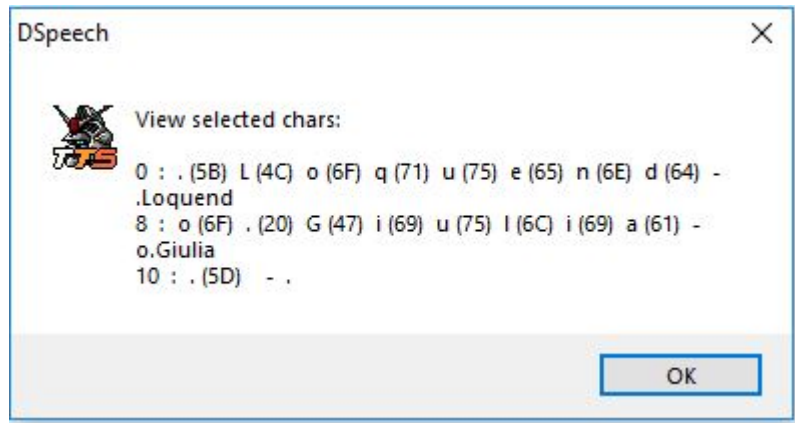 DSpeech
View selected chars:
0 : . (5B) L (4C) o (6F) q (71) u (75) e (65) n (6E) d (64) -
.Loquend
8 : o (6F) . (20) G (47) i (69) u (75) l (6C) i (69) a (61) -
o.Giulia
10 : . (5D) - .
TTS
OK